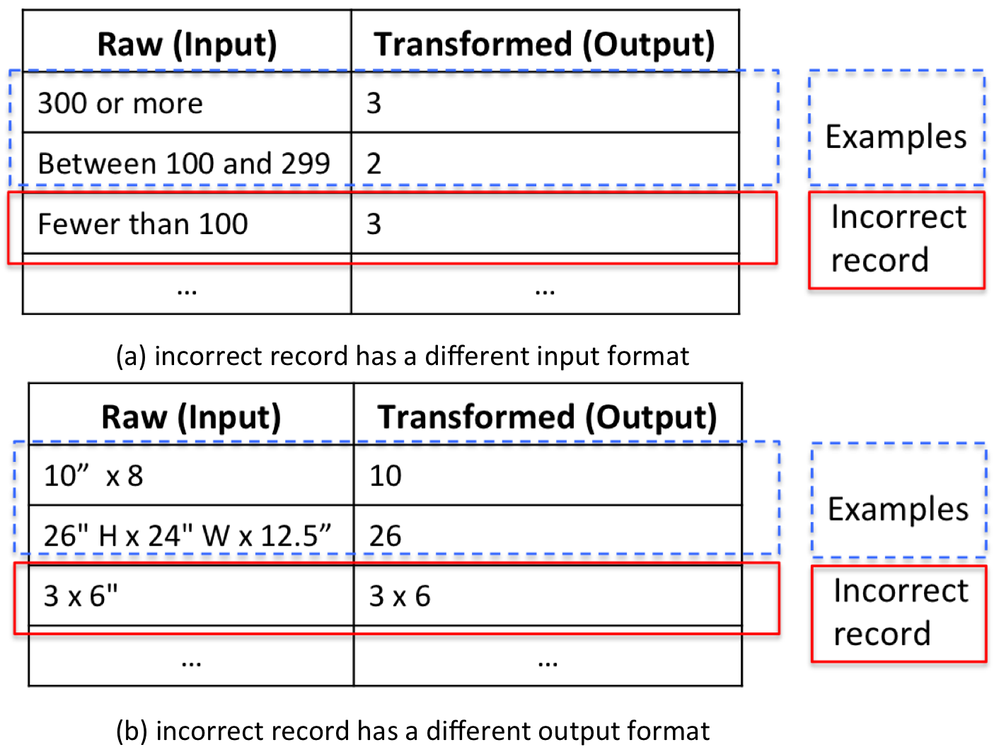 Raw (Input) Transformed (Output)
300 or more 3
Examples
Between 100 and 299 2
Fewer than 100 3
Incorrect
record
... ...
(a) incorrect record has a different input format
Raw (Input) Transformed (Output)
10” x 8 10
Examples
26" H x 24" W x 12.5” 26
3 x 6" 3 x 6
Incorrect
record
... ...
(b) incorrect record has a different output format